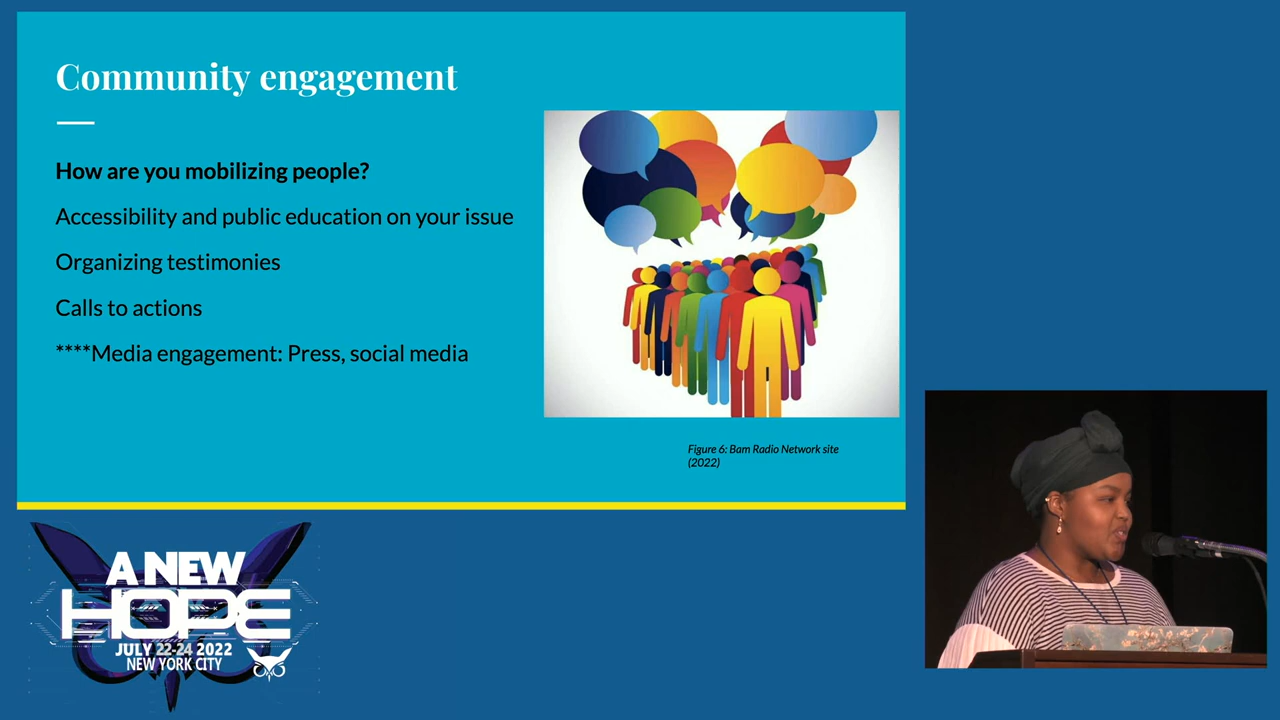 Community engagement
How are you mobilizing people?
Accessibility and public education on your issue
Organizing testimonies
Calls to actions
****Media engagement: Press, social media
Figure 6: Bam Radio Network site
(2022)
A NEW
HOPE
JULY 22-24 2022
NEW YORK CITY